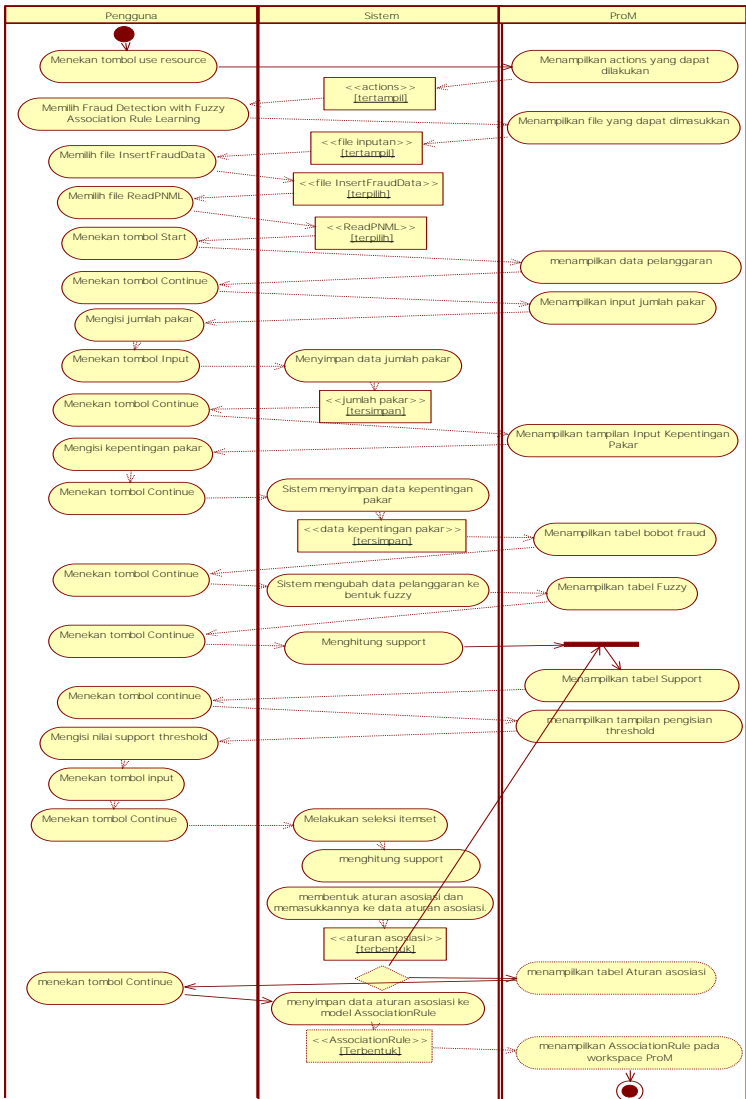 Pengguna
Sistem
ProM
Menekan tombol use resource
Menampilkan actions yang dapat
dilakukan
<<actions>>
[tertampil]
Memilih Fraud Detection with Fuzzy
Association Rule Learning
Menampilkan file yang dapat dimasukkan
<<file inputan>>
[tertampil]
Memilih file InsertFraudData
<<file InsertFraudData>>
[terpilih]
Memilih file ReadPNML
<<ReadPNML>>
[terpilih]
Menekan tombol Start
menampilkan data pelanggaran
Menekan tombol Continue
Menampilkan input jumlah pakar
Mengisi jumlah pakar
Menekan tombol Input
Menyimpan data jumlah pakar
<<jumlah pakar>>
[tersimpan]
Menekan tombol Continue
Menampilkan tampilan Input Kepentingan
Pakar
Mengisi kepentingan pakar
Menekan tombol Continue
Sistem menyimpan data kepentingan
pakar
<<data kepentingan pakar>>
[tersimpan]
Menampilkan tabel bobot fraud
Menekan tombol Continue
Sistem mengubah data pelanggaran ke
bentuk fuzzy
Menampilkan tabel Fuzzy
Menekan tombol Continue
Menghitung support
Menampilkan tabel Support
Menekan tombol continue
menampilkan tampilan pengisian
threshold
Mengisi nilai support threshold
Menekan tombol input
Menekan tombol Continue
Melakukan seleksi itemset
menghitung support
membentuk aturan asosiasi dan
memasukkannya ke data aturan asosiasi.
<<aturan asosiasi>>
[terbentuk]
menampilkan tabel Aturan asosiasi
menekan tombol Continue
menyimpan data aturan asosiasi ke
model AssociationRule
<<AssociationRule>>
[Terbentuk]
menampilkan AssociationRule pada
workspace ProM